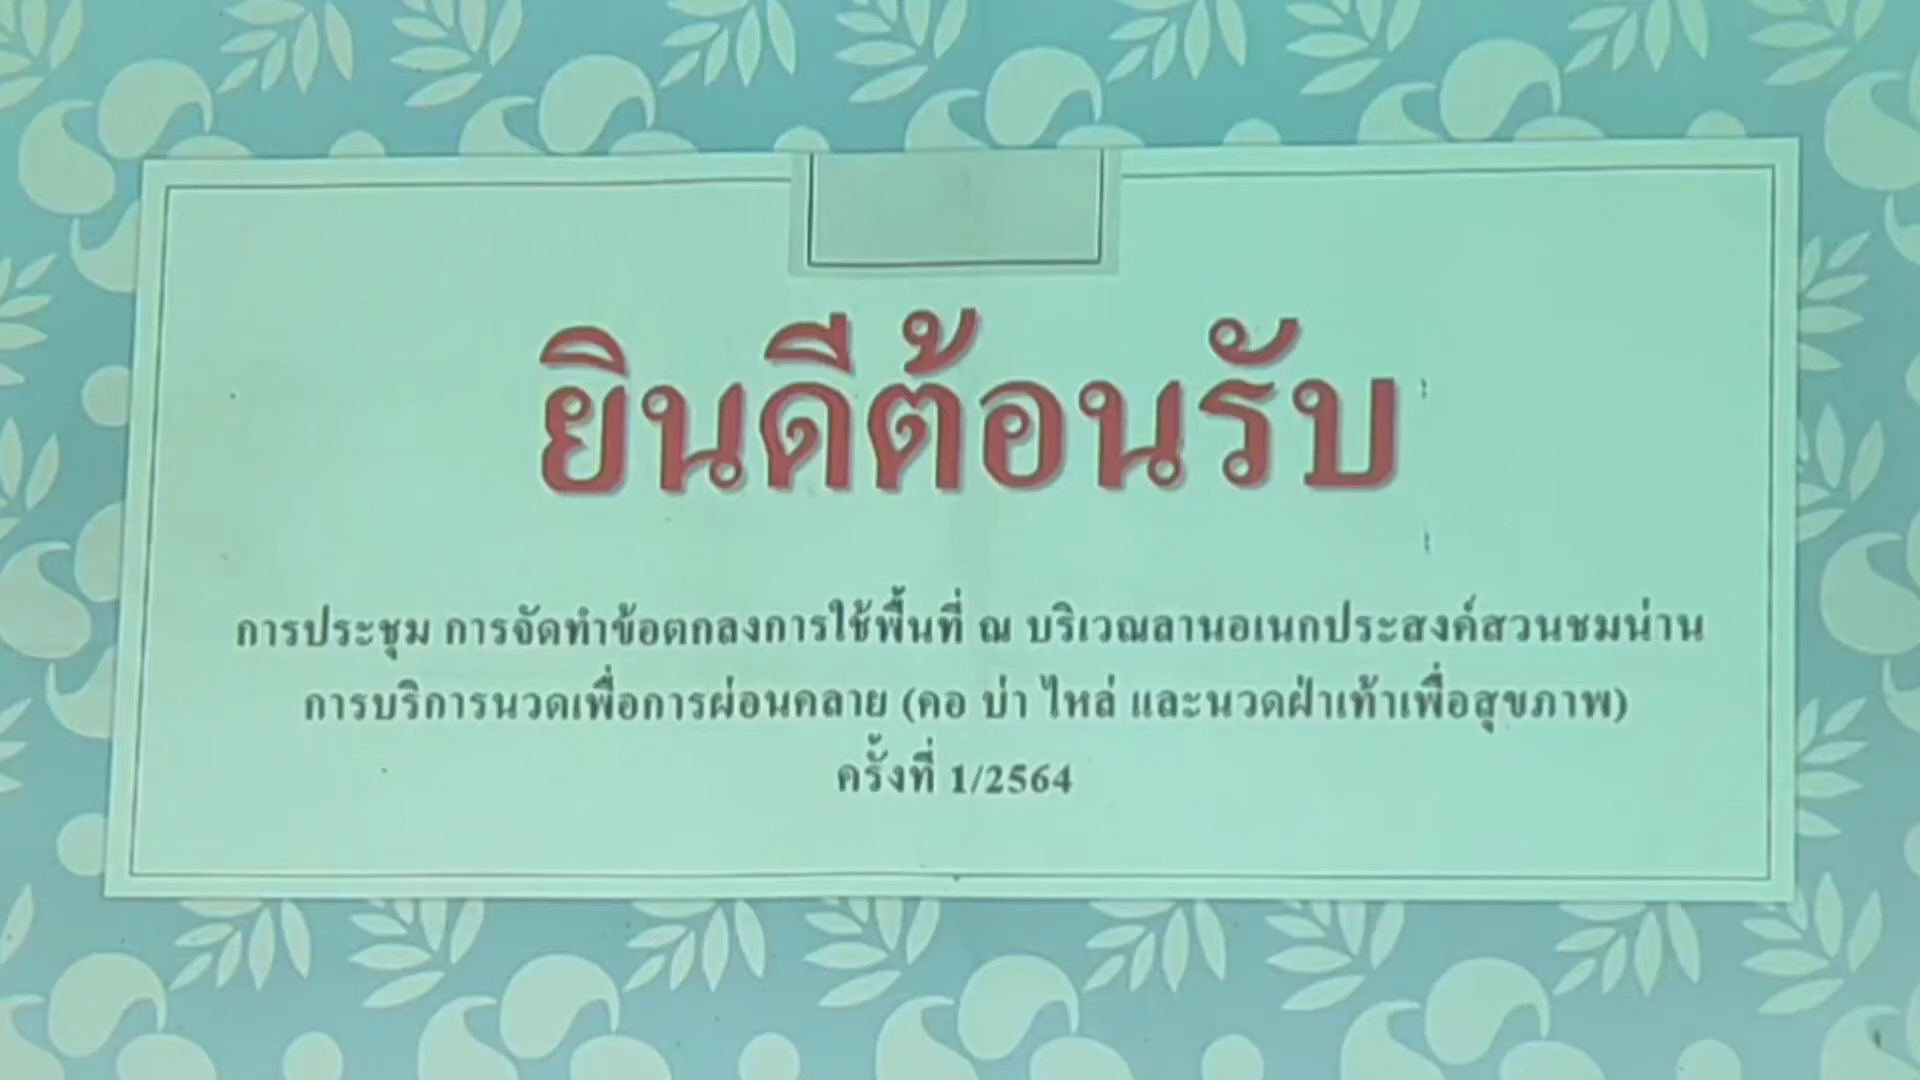 ยินดีต้อนรับ
การประชุม การจัดทำข้อตกลงการใช้พื้นที่ ณ บริเวณลานอเนกประสงค์สวนชมน่าน
การบริการนวดเพื่อการผ่อนคลาย (คอ บ่า ไหล่ และนวดฝ่าเท้าเพื่อสุขภาพ)
ครั้งที่ 1/2564